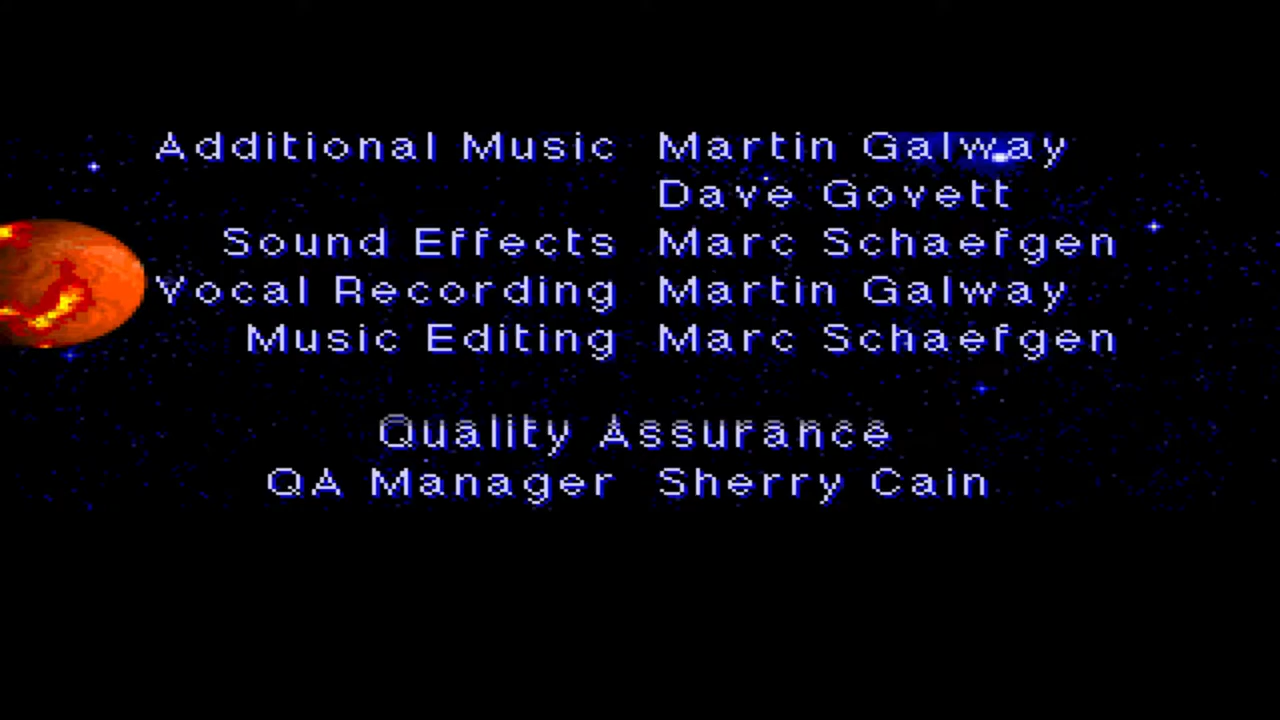 Additional Music Martin Galway
Dave Govett
Sound Effects Marc Schaefgen
Vocal Recording Martin Galway
Music Editing Marc Schaefgen
Quality Assurance
QA Manager Sherry Cain